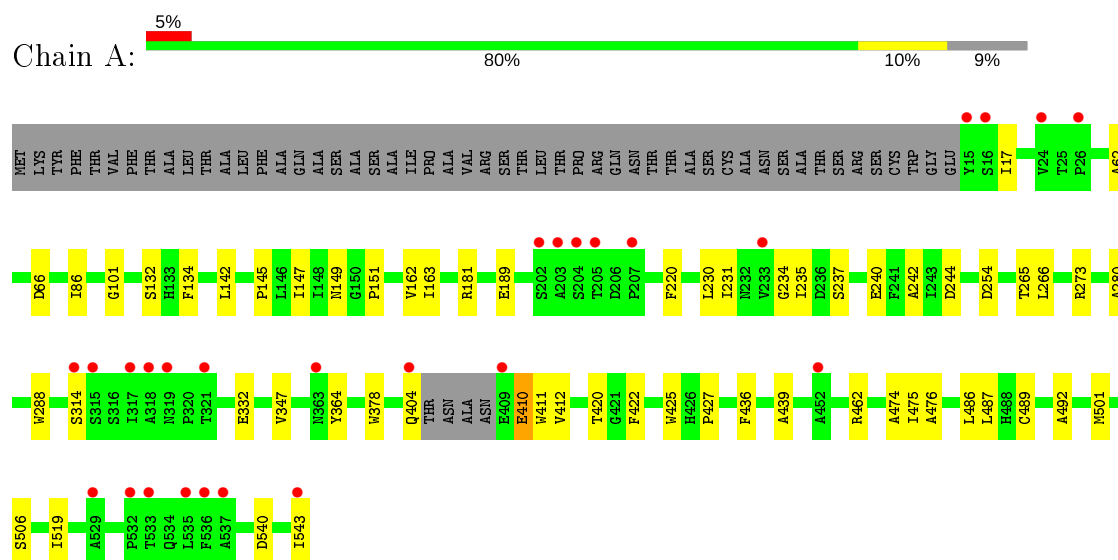 5%
Chain A:
80% 10% 9%
MET LYS TYR PHE THR VAL PHE THR ALA LEU THR ALA LEU PHE ALA GLN ALA SER ALA SER ALA ILE PRO ALA VAL ARG SER THR LEU THR PRO ARG GLN ASN THR THR ALA SER CYS ALA ASN SER ALA THR SER ARG SER CYS TRP GLY GLU Y15 S16 I17 V24 T25 P26
D66 I86 G101 S132 H133 F134 L142 P145 L146 I147 I148 N149 G150 P151 V162 I163 R181 E189 S202 A203 S204 T205 D206 P207 F220 L230 I231 N232 V233 G234 I235 D236 S237 E240 F241 A242 I243 D244 D254 T265 L266 R273
W288 S314 S315 S316 I317 A318 N319 P320 T321 E332 V347 N363 Y364 W378 Q404 THR ASN ALA ASN E409 E410 W411 V412 T420 G421 F422 W425 H426 P427 F436 A439 A452 R462 A474 I475 A476 L486 L487 H488 C489 A492 M501
S506 I519 A529 P532 T533 Q534 L535 F536 A537 D540 I543